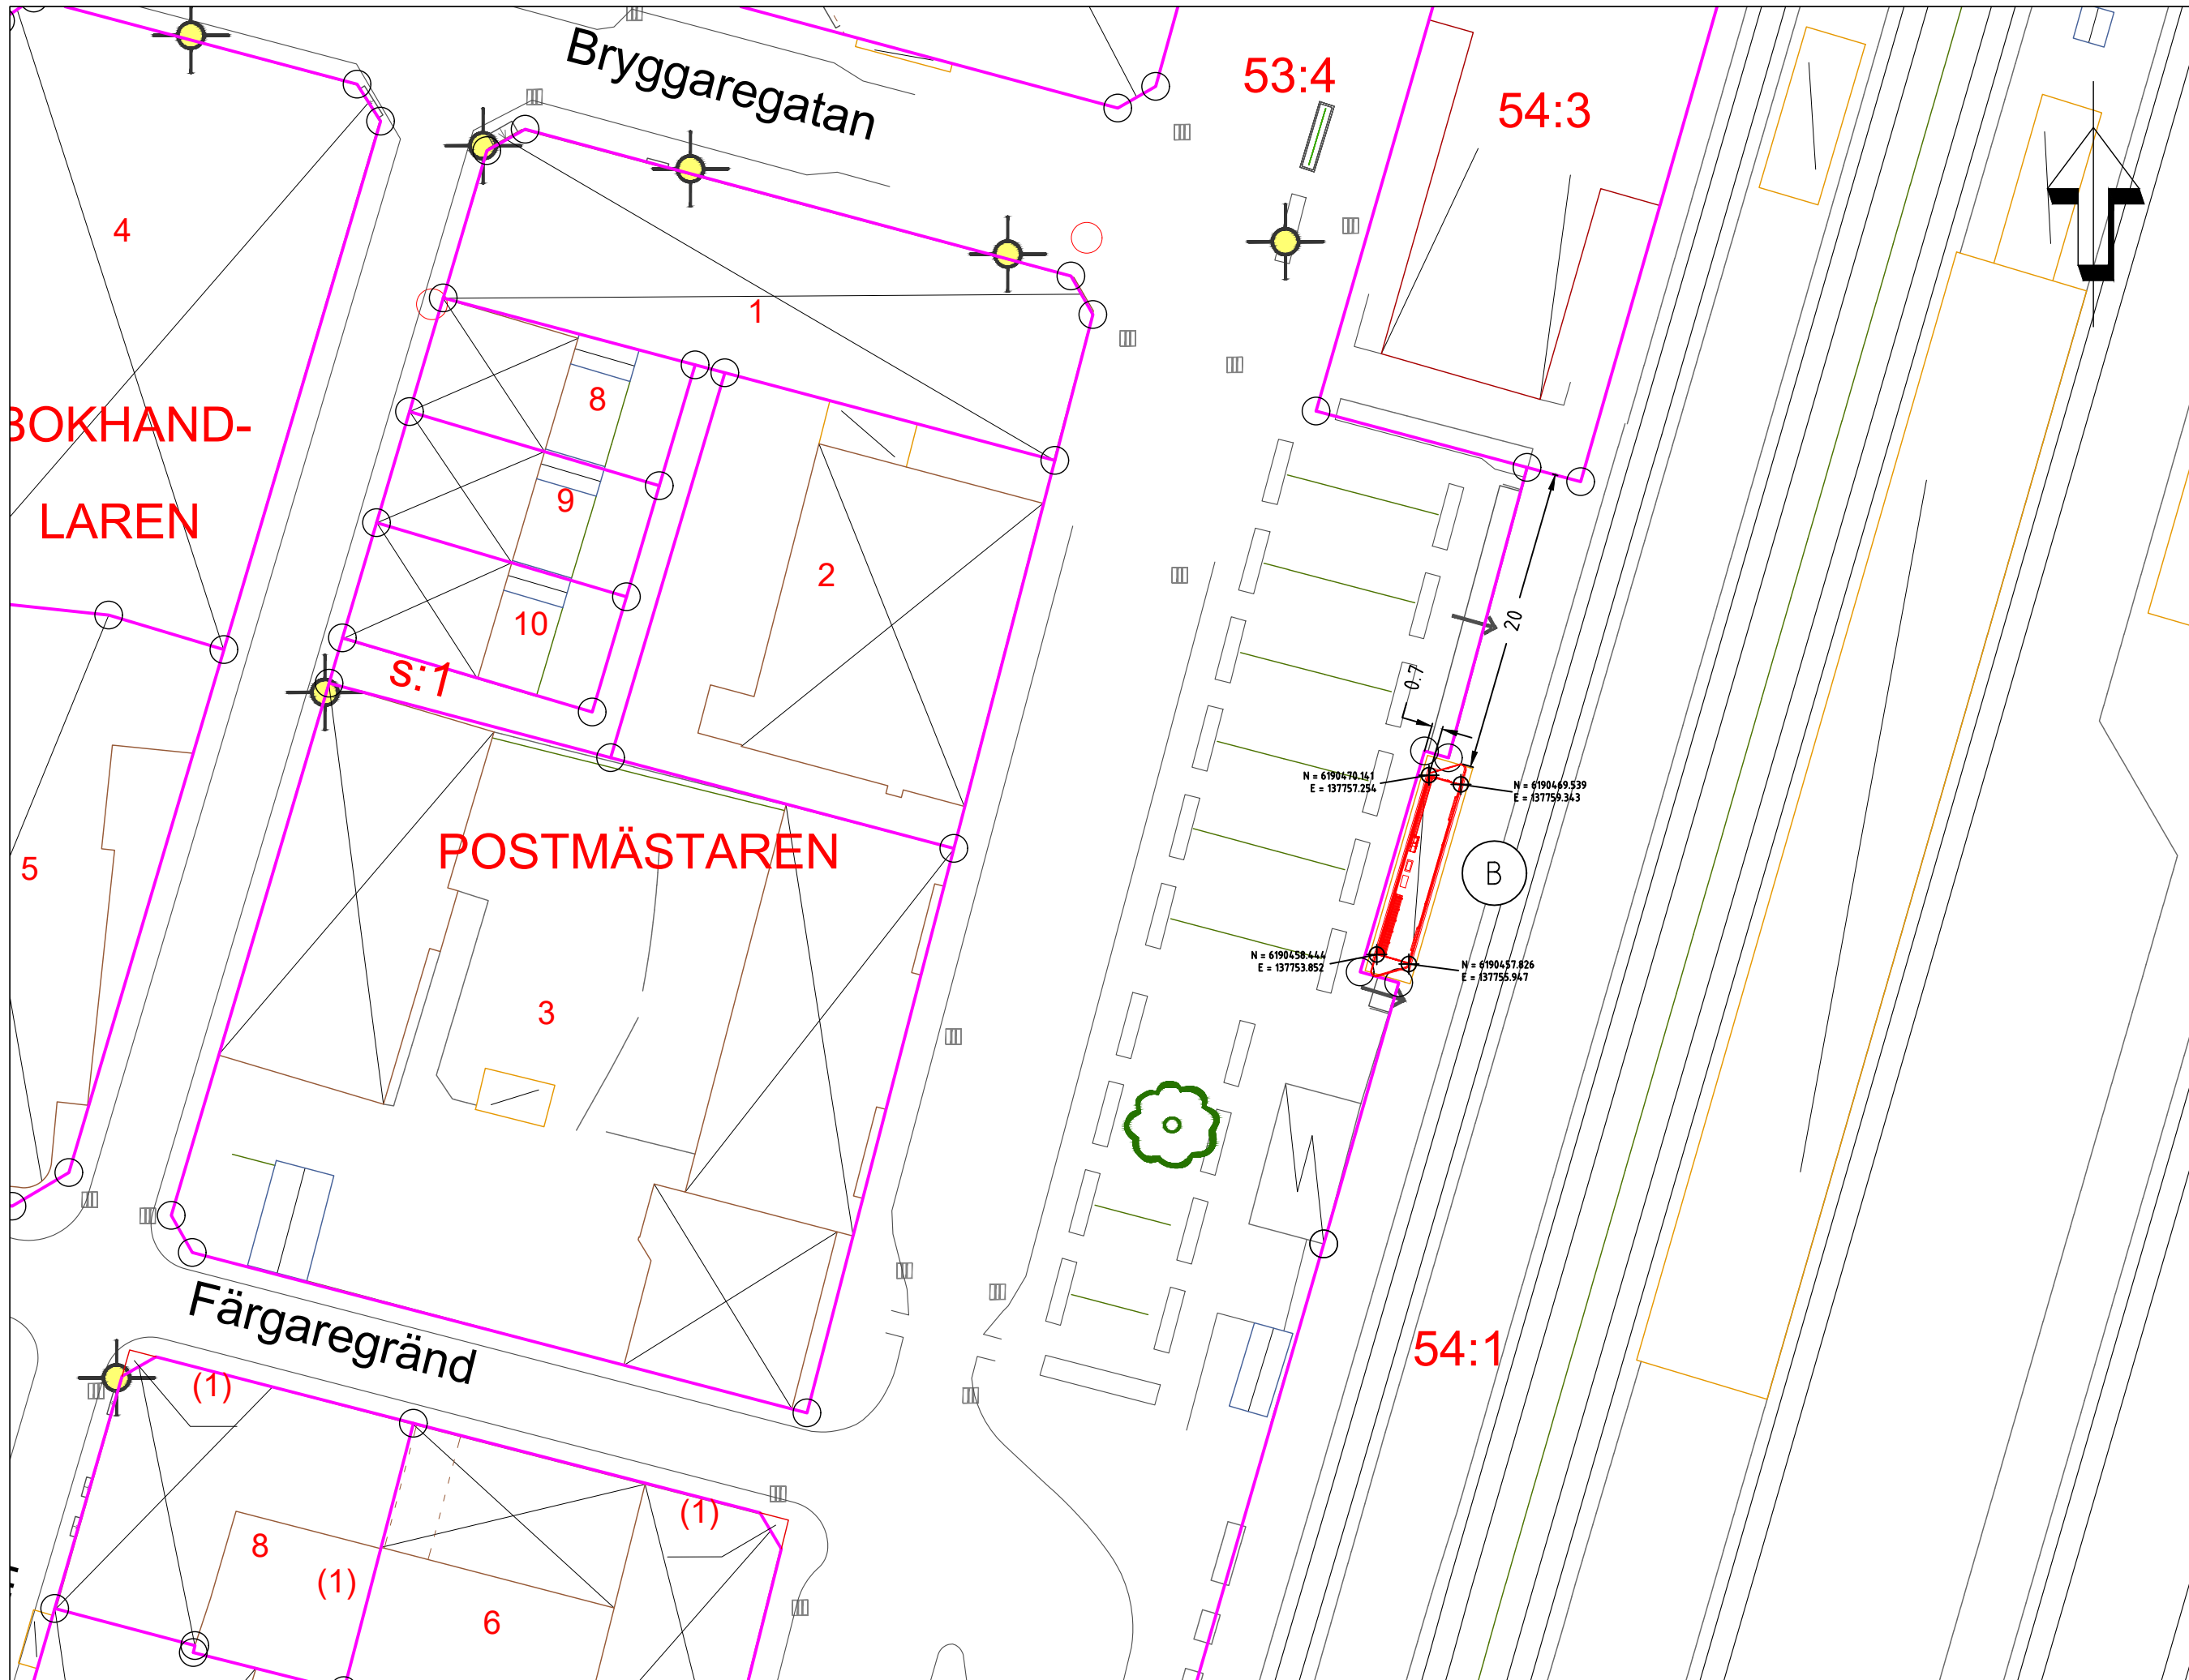 Bryggaregatan
53:4
54:3
4
1
BOKHAND-
LAREN
8
9
10
2
s:1
20
0.7
N = 6190470.141
E = 137757.254
N = 6190469.539
E = 137759.343
B
POSTMÄSTAREN
5
3
N = 6190458.444
E = 137753.852
N = 6190457.826
E = 137755.947
Färgaregränd
54:1
(1)
(1)
8
(1)
6